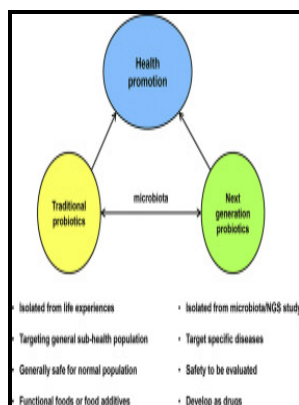 Health
promotion
Traditional
probiotics
microbiota
Next
generation
probiotics
• Isolated from life experiences
• Targeting general sub-health population
• Generally safe for normal population
• Functional foods or food additives
• Isolated from microbiota/NGS study
• Target specific diseases
• Safety to be evaluated
• Develop as drugs